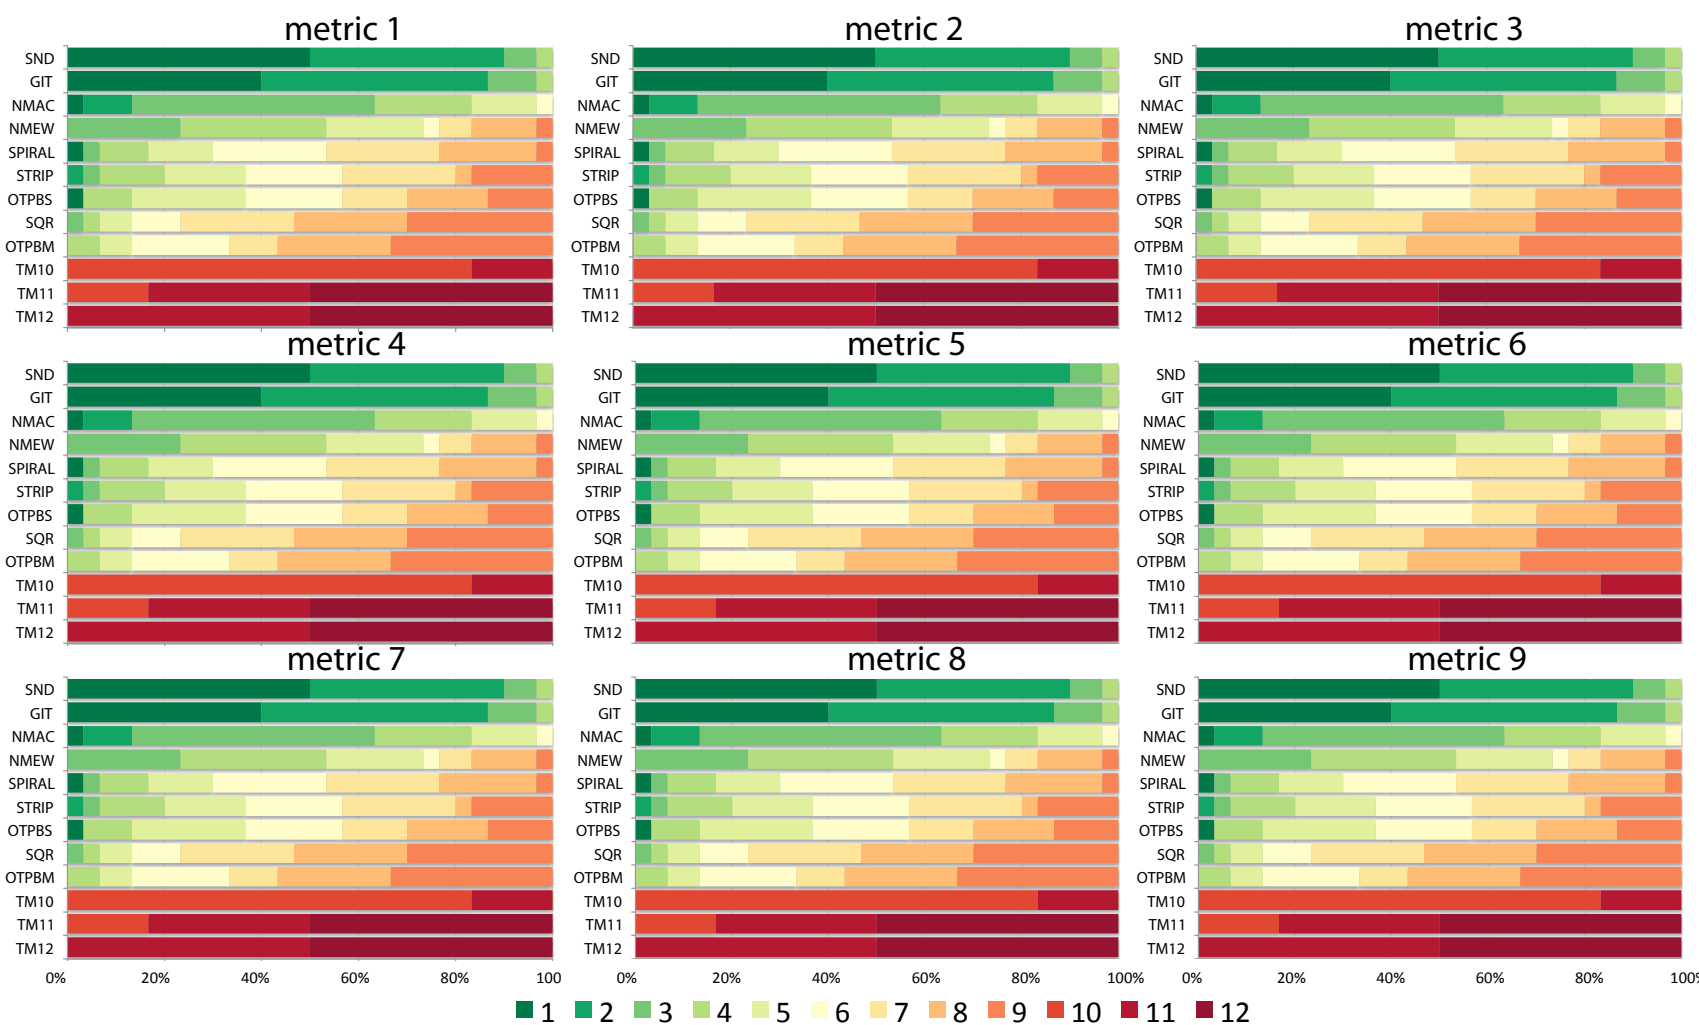 metric 1 metric 2 metric 3
SND SND SND
GIT GIT GIT
NMAC NMAC NMAC
NMEW NMEW NMEW
SPIRAL SPIRAL SPIRAL
STRIP STRIP STRIP
OTPBS OTPBS OTPBS
SQR SQR SQR
OTPBM OTPBM OTPBM
TM10 TM10 TM10
TM11 TM11 TM11
TM12 TM12 TM12
metric 4 metric 5 metric 6
SND SND SND
GIT GIT GIT
NMAC NMAC NMAC
NMEW NMEW NMEW
SPIRAL SPIRAL SPIRAL
STRIP STRIP STRIP
OTPBS OTPBS OTPBS
SQR SQR SQR
OTPBM OTPBM OTPBM
TM10 TM10 TM10
TM11 TM11 TM11
TM12 TM12 TM12
metric 7 metric 8 metric 9
SND SND SND
GIT GIT GIT
NMAC NMAC NMAC
NMEW NMEW NMEW
SPIRAL SPIRAL SPIRAL
STRIP STRIP STRIP
OTPBS OTPBS OTPBS
SQR SQR SQR
OTPBM OTPBM OTPBM
TM10 TM10 TM10
TM11 TM11 TM11
TM12 TM12 TM12
0% 20% 40% 60% 80% 100 0% 20% 40% 60% 80% 100% 0% 20% 40% 60% 80% 100%
1 2 3 4 5 6 7 8 9 10 11 12